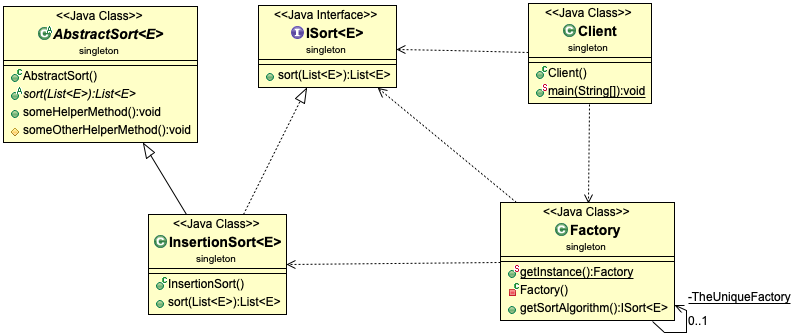 <<Java Class>>
AbstractSort<E>
singleton
AbstractSort()
sort(List<E>):List<E>
someHelperMethod():void
someOtherHelperMethod():void
<<Java Interface>>
ISort<E>
singleton
sort(List<E>):List<E>
<<Java Class>>
Client
singleton
Client()
main(String[]):void
<<Java Class>>
InsertionSort<E>
singleton
InsertionSort()
sort(List<E>):List<E>
<<Java Class>>
Factory
singleton
getInstance():Factory
Factory()
getSortAlgorithm():ISort<E>
-TheUniqueFactory
0..1